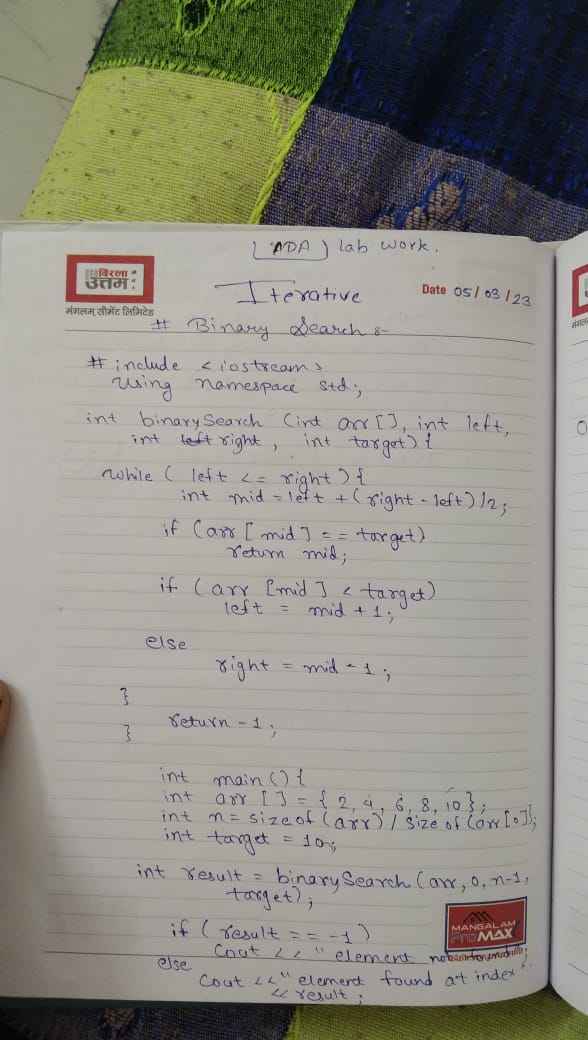 (ADA) lab work.
बिरला
उत्तम
मंगलम् सीमेंट लिमिटेड
Iterative
Date 05/03/23
# Binary Search :-
# include <iostream>
using namespace std;
int binarySearch (int arr[], int left,
int left right, int target) {
while ( left <= right ) {
int mid = left + (right - left)/2;
if (arr [mid] == target)
return mid;
if (arr [mid] < target)
left = mid + 1;
else
right = mid - 1;
}
return -1;
}
int main() {
int arr [] = { 2, 4, 6, 8, 10 };
int n = size of (arr) / size of (arr[0]);
int target = 10;
int result = binarySearch (arr, 0, n-1,
target);
if ( result == -1 )
Cout << " element not
else
Cout << " element found at index "
<< result;
MANGALAM
PROMAX